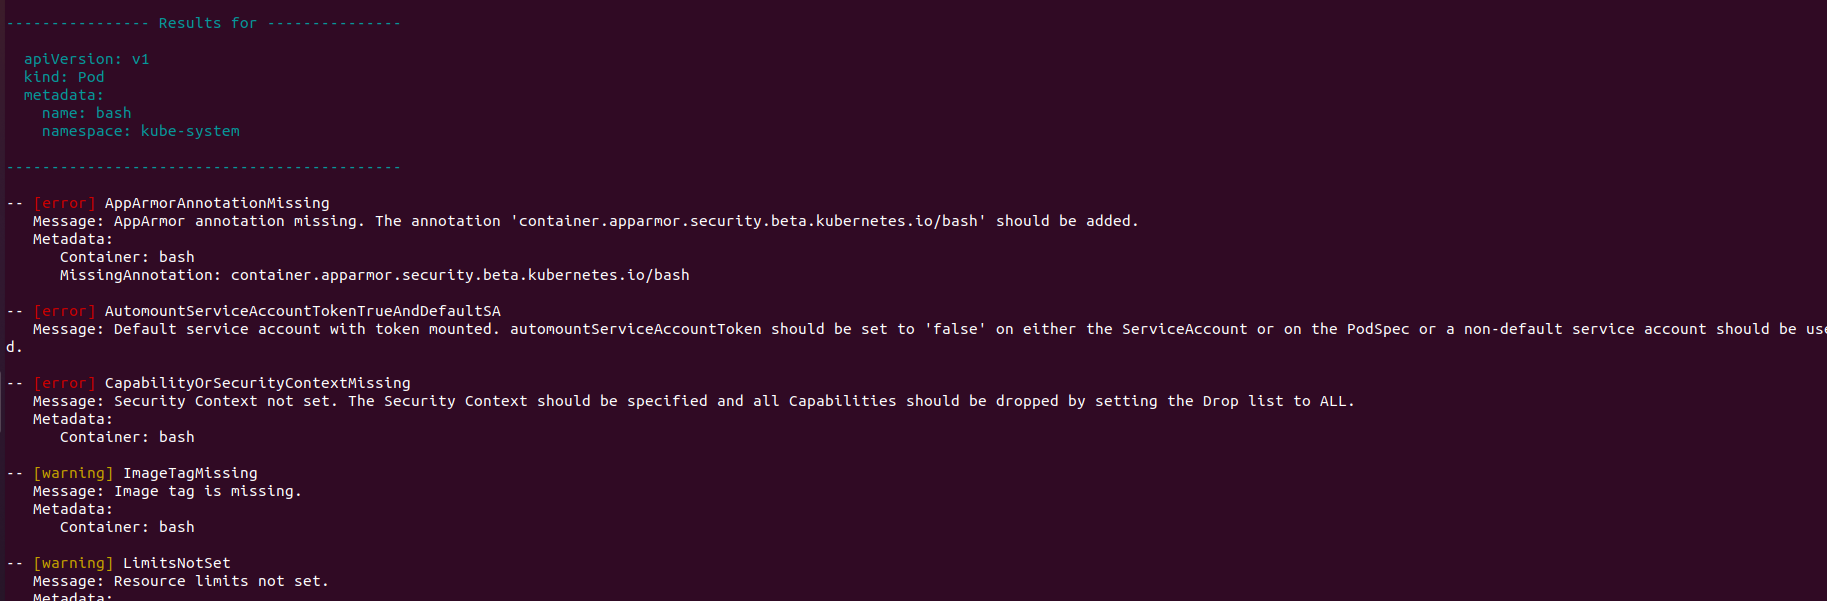 --------------- Results for ---------------
apiVersion: v1
kind: Pod
metadata:
name: bash
namespace: kube-system
--------------------------------------------
-- [error] AppArmorAnnotationMissing
Message: AppArmor annotation missing. The annotation 'container.apparmor.security.beta.kubernetes.io/bash' should be added.
Metadata:
Container: bash
MissingAnnotation: container.apparmor.security.beta.kubernetes.io/bash
-- [error] AutomountServiceAccountTokenTrueAndDefaultSA
Message: Default service account with token mounted. automountServiceAccountToken should be set to 'false' on either the ServiceAccount or on the PodSpec or a non-default service account should be use
d.
-- [error] CapabilityOrSecurityContextMissing
Message: Security Context not set. The Security Context should be specified and all Capabilities should be dropped by setting the Drop list to ALL.
Metadata:
Container: bash
-- [warning] ImageTagMissing
Message: Image tag is missing.
Metadata:
Container: bash
-- [warning] LimitsNotSet
Message: Resource limits not set.
Metadata: